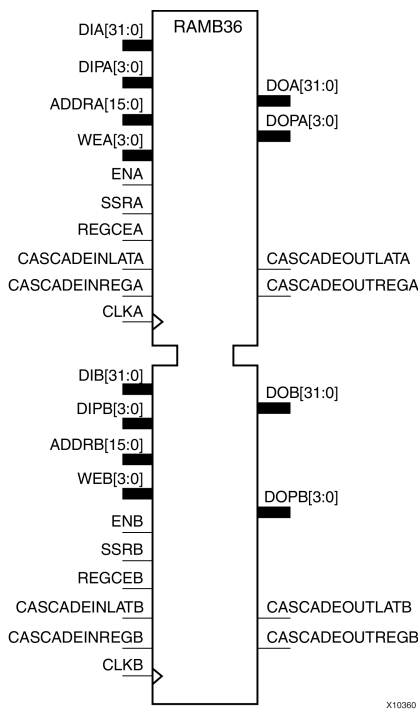 RAMB36
DIA[31:0]
DIPA[3:0]
ADDRA[15:0]
WEA[3:0]
ENA
SSRA
REGCEA
CASCADEINLATA
CASCADEINREGA
CLKA
DOA[31:0]
DOPA[3:0]
CASCADEOUTLATA
CASCADEOUTREGA
DIB[31:0]
DIPB[3:0]
ADDRB[15:0]
WEB[3:0]
ENB
SSRB
REGCEB
CASCADEINLATB
CASCADEINREGB
CLKB
DOB[31:0]
DOPB[3:0]
CASCADEOUTLATB
CASCADEOUTREGB
X10360